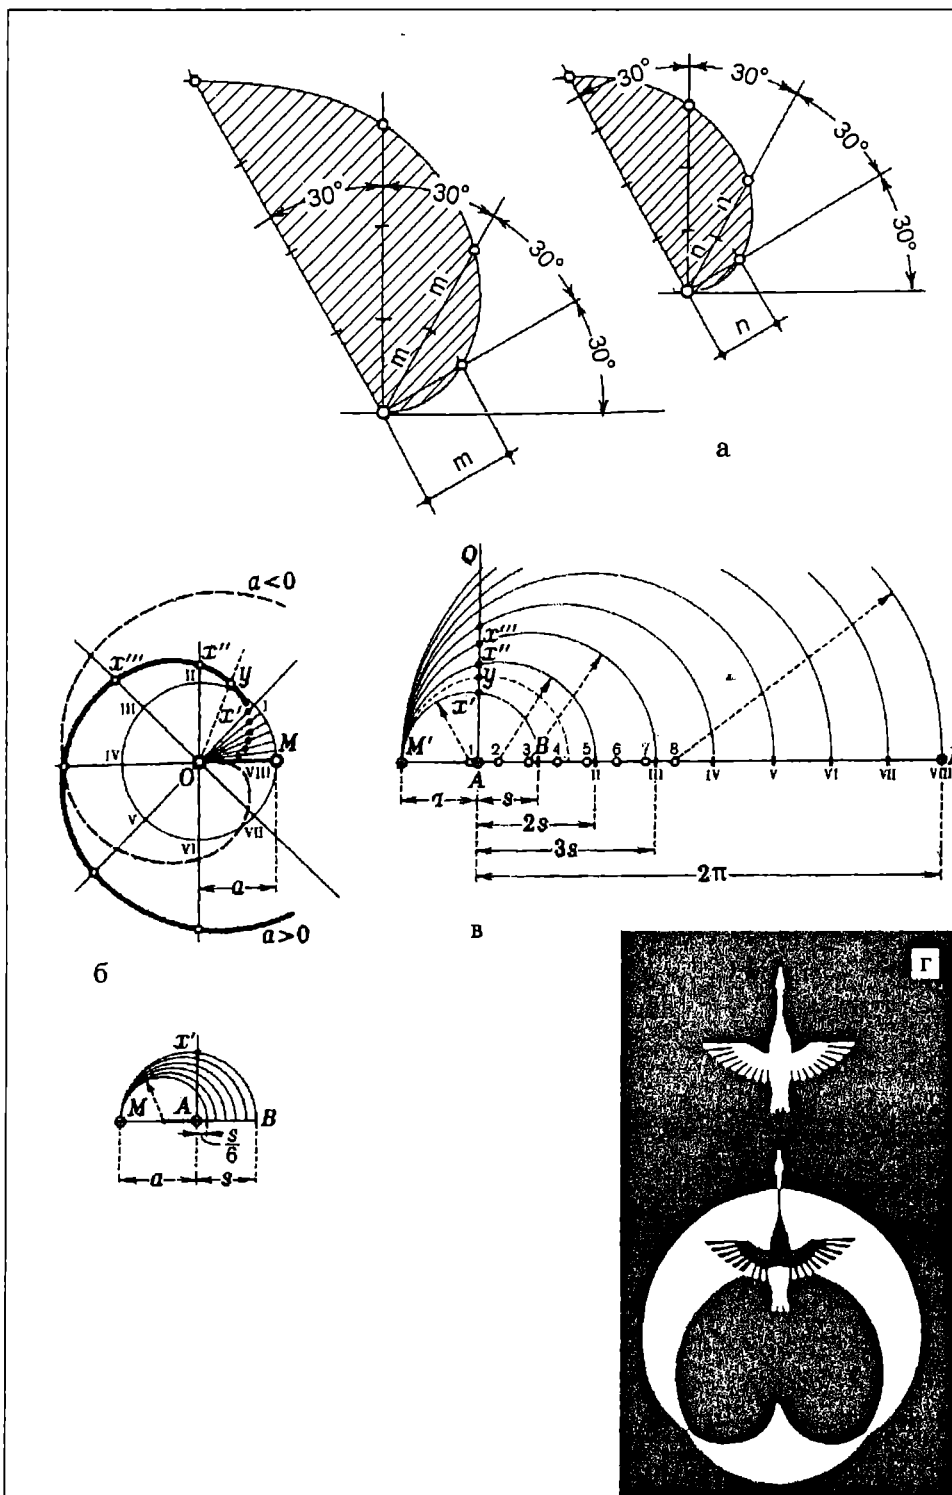 30° 30°
30° 30°
30° 30°
30° 30°
n n
m m
n
m
а
a<0
x''' x''
II y
x' I
III
IV O M
VIII
V VI VII
a
a>0
б
Q
x'''
x''
y
x'
M' 1 A 2 3 B 4 5 6 7 8
II III IV V VI VII VIII
r s
2s
3s
2π
в
г
x'
M A B
s/6
a s